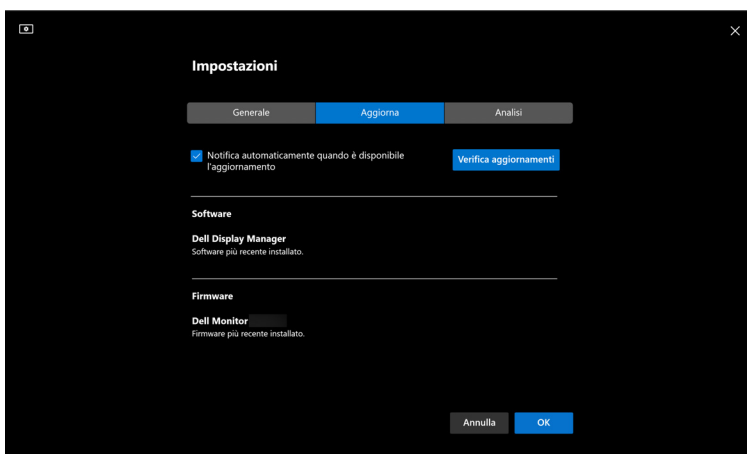 Impostazioni
Generale Aggiorna Analisi
Notifica automaticamente quando è disponibile
l'aggiornamento
Verifica aggiornamenti
Software
Dell Display Manager
Software più recente installato.
Firmware
Dell Monitor
Firmware più recente installato.
Annulla OK